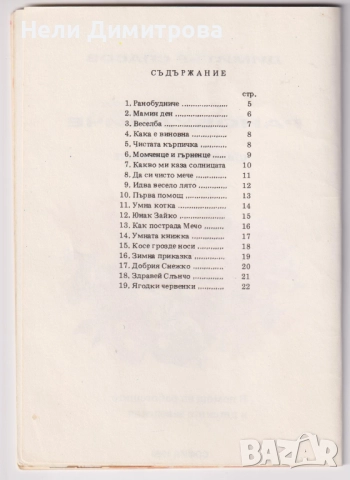 Нели Димитрова
СЪДЪРЖАНИЕ
стр.
1. Ранобудниче 5
2. Мамин ден 6
3. Веселба 7
4. Кака е виновна 8
5. Чистата кърпичка 8
6. Момченце и гърненце 9
7. Какво ми каза солницата 10
8. Да си чисто мече 11
9. Идва весело лято 12
10. Първа помощ 13
11. Умна котка 14
12. Юнак Зайко 15
13. Как пострада Мечо 16
14. Умната книжка 17
15. Косе грозде носи 18
16. Зимна приказка 19
17. Добрия Снежко 20
18. Здравей Слънчо 21
19. Ягодки червенки 22
БАZАР